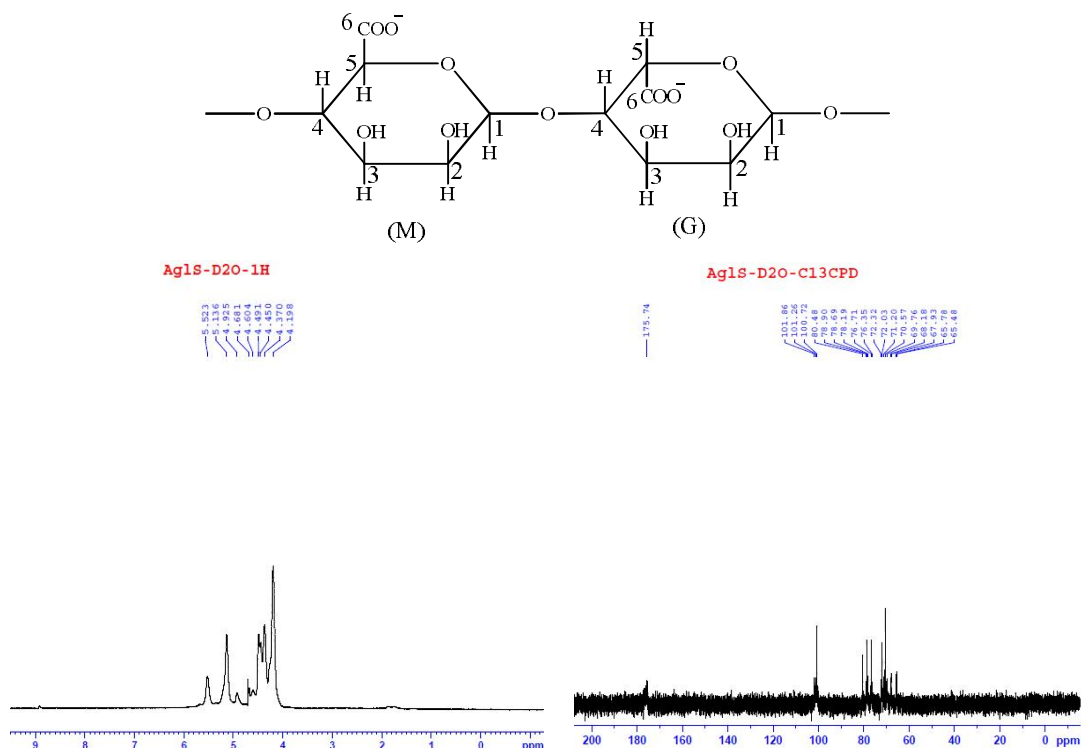 6 COO⁻
5 O
H H
4 OH OH 1
3 2 H
H H
(M)
O
O
H
5 O
H
6 COO⁻
4 OH OH 1
3 2 H
H H
(G)
O
AglS-D2O-1H
5.523
5.136
4.925
4.681
4.604
4.491
4.450
4.370
4.198
9 8 7 6 5 4 3 2 1 0 ppm
AglS-D2O-C13CPD
175.74
101.86
101.26
100.72
80.48
78.90
78.69
78.19
76.71
76.35
72.32
72.03
71.20
70.57
69.76
68.18
67.93
65.78
65.48
200 180 160 140 120 100 80 60 40 20 0 ppm